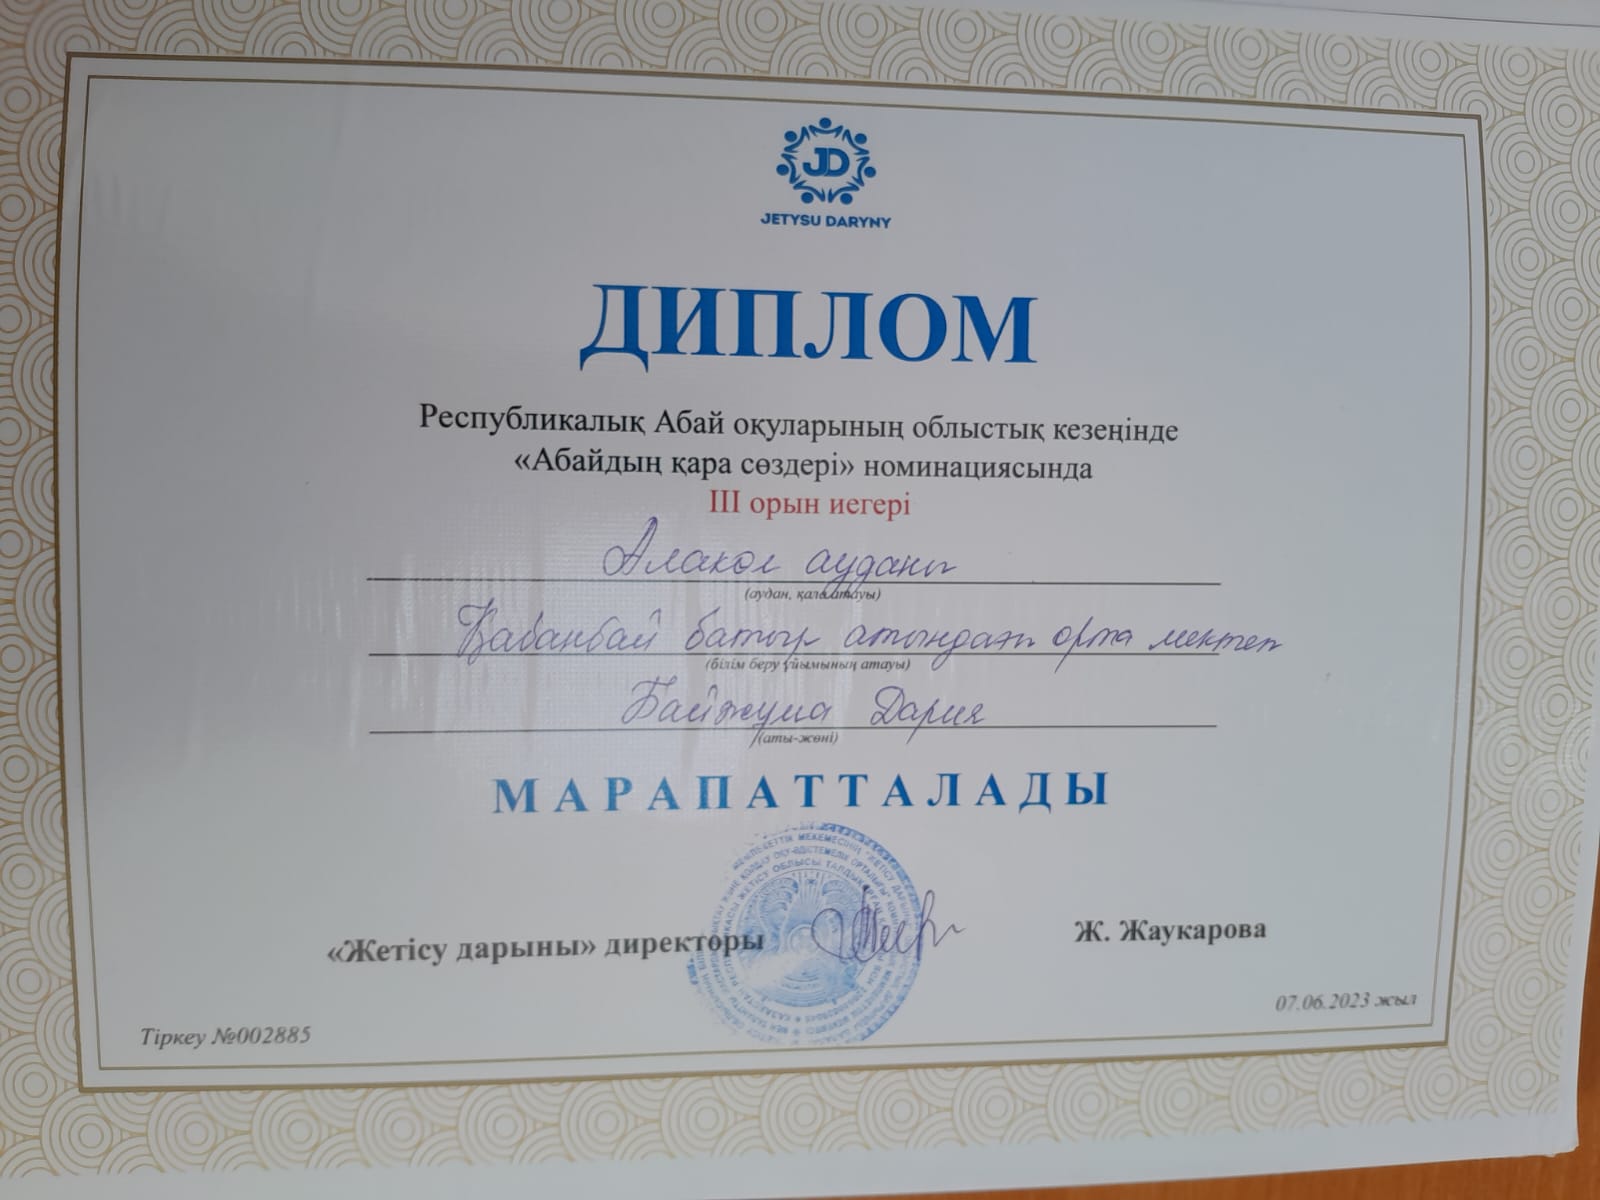 JD
JETYSU DARYNY
ДИПЛОМ
Республикалық Абай оқуларының облыстық кезеңінде
«Абайдың қара сөздері» номинациясында
III орын иегері
Алакөл ауданы
(аудан, қала атауы)
Қабанбай батыр атындағы орта мектеп
(білім беру ұйымының атауы)
Байжума Дария
(аты-жөні)
МАРАПАТТАЛАДЫ
«Жетісу дарыны» директоры
Ж. Жаукарова
07.06.2023 жыл
Тіркеу №002885